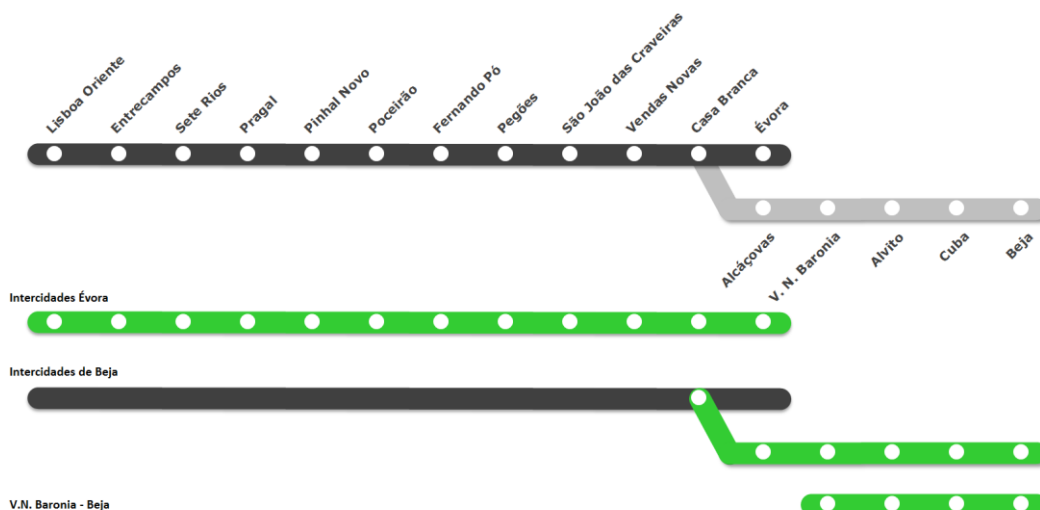 Lisboa Oriente
Entrecampos
Sete Rios
Pragal
Pinhal Novo
Poceirão
Fernando Pó
Pegões
São João das Craveiras
Vendas Novas
Casa Branca
Évora
Alcáçovas
V. N. Baronia
Alvito
Cuba
Beja
Intercidades Évora
Intercidades de Beja
V.N. Baronia - Beja